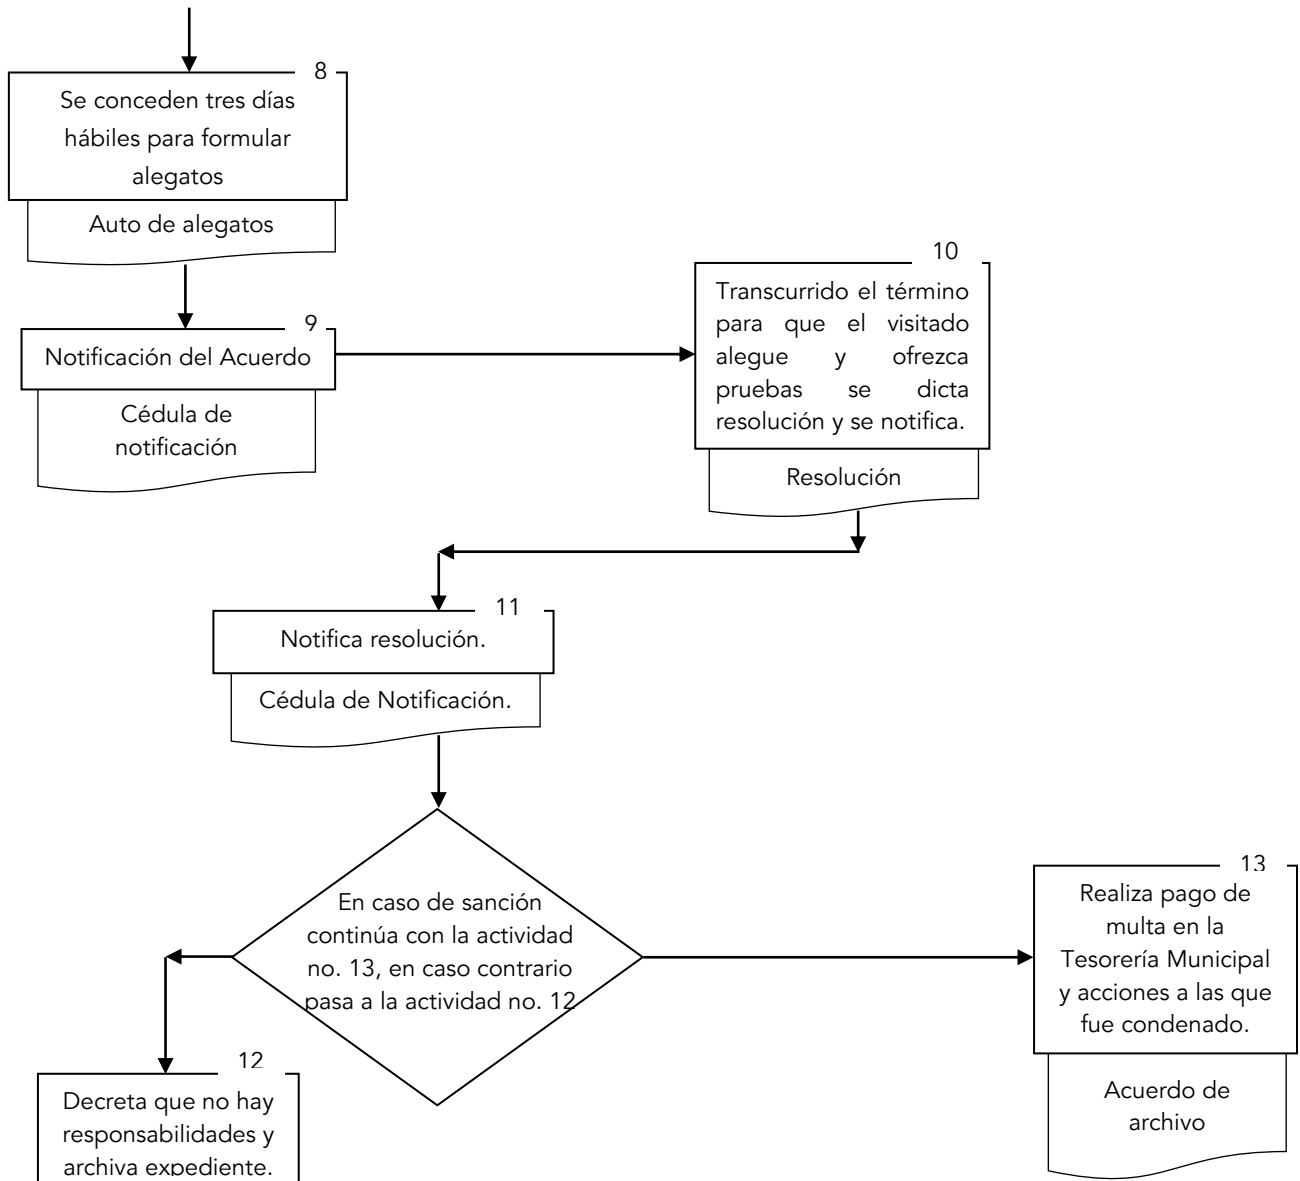 8
Se conceden tres días
hábiles para formular
alegatos
Auto de alegatos
9
Notificación del Acuerdo
Cédula de
notificación
10
Transcurrido el término
para que el visitado
alegue y ofrezca
pruebas se dicta
resolución y se notifica.
Resolución
11
Notifica resolución.
Cédula de Notificación.
En caso de sanción
continúa con la actividad
no. 13, en caso contrario
pasa a la actividad no. 12
13
Realiza pago de
multa en la
Tesorería Municipal
y acciones a las que
fue condenado.
Acuerdo de
archivo
12
Decreta que no hay
responsabilidades y
archiva expediente.